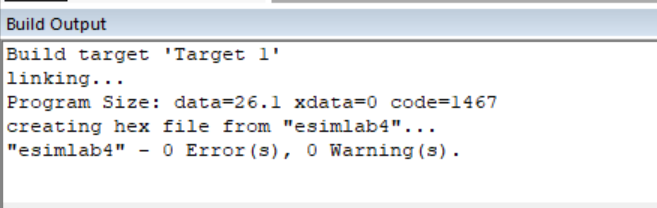 Build Output
Build target 'Target 1'
linking...
Program Size: data=26.1 xdata=0 code=1467
creating hex file from "esimlab4"...
"esimlab4" - 0 Error(s), 0 Warning(s).